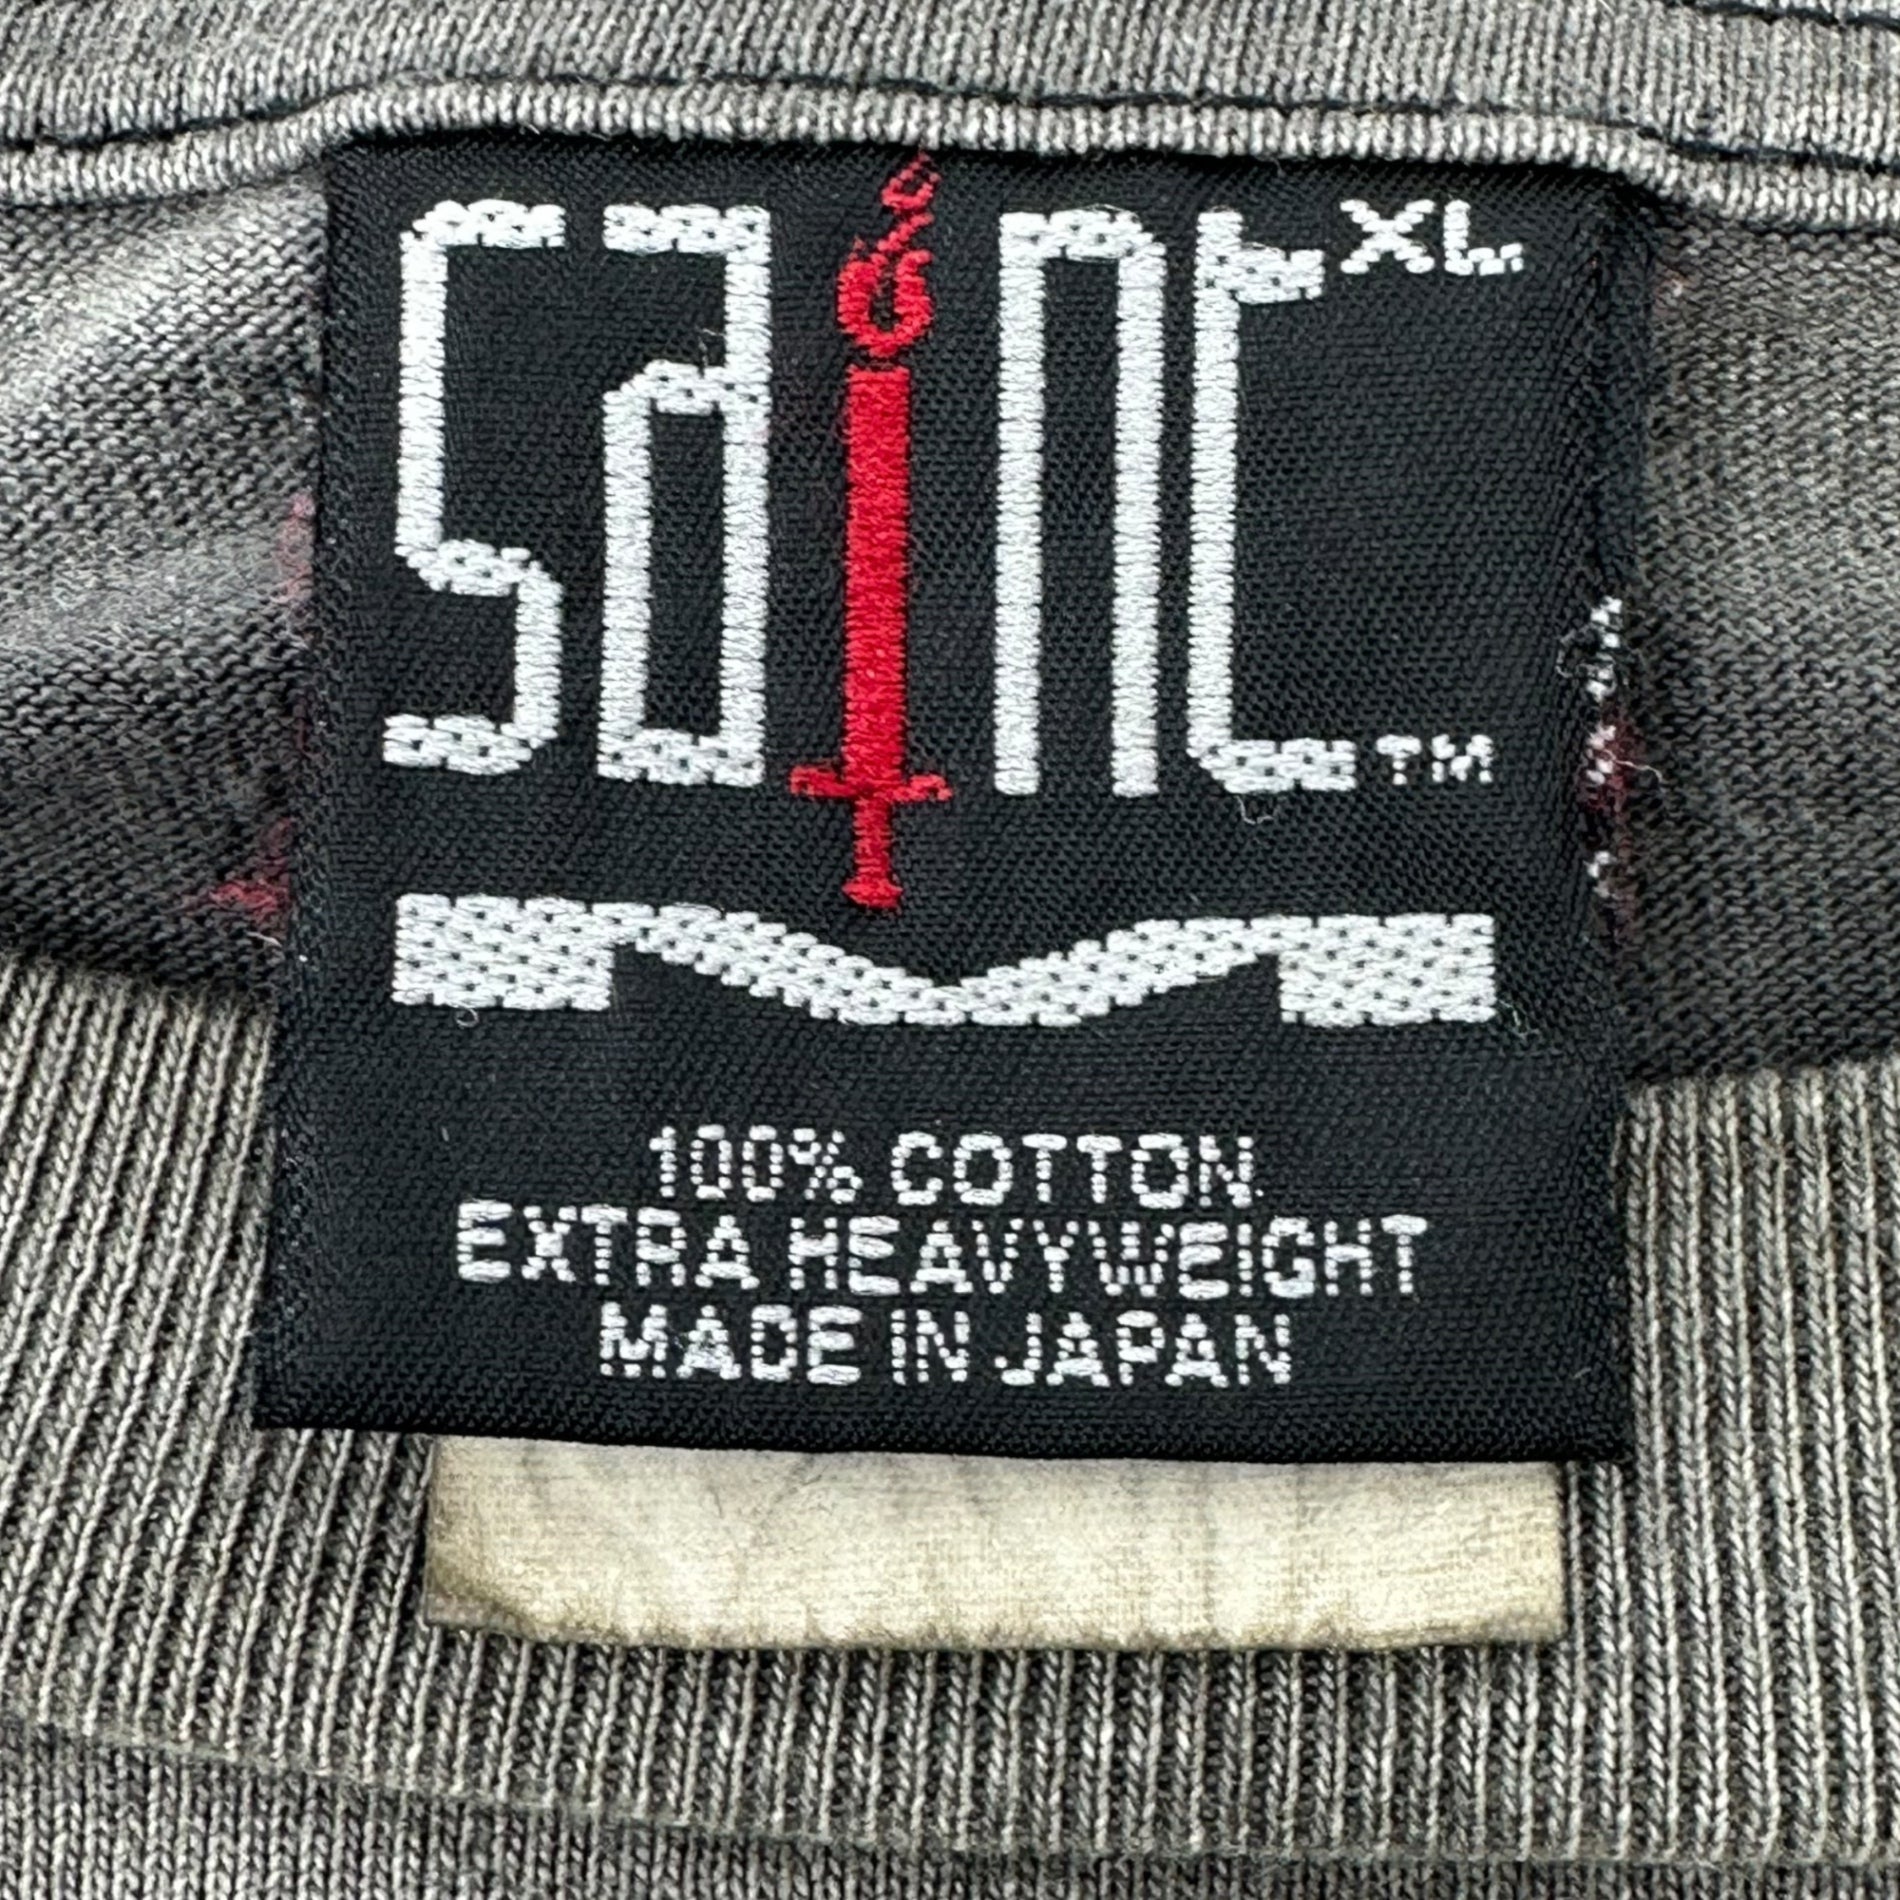 SAINT XL
TM
M
100% COTTON
EXTRA HEAVYWEIGHT
MADE IN JAPAN